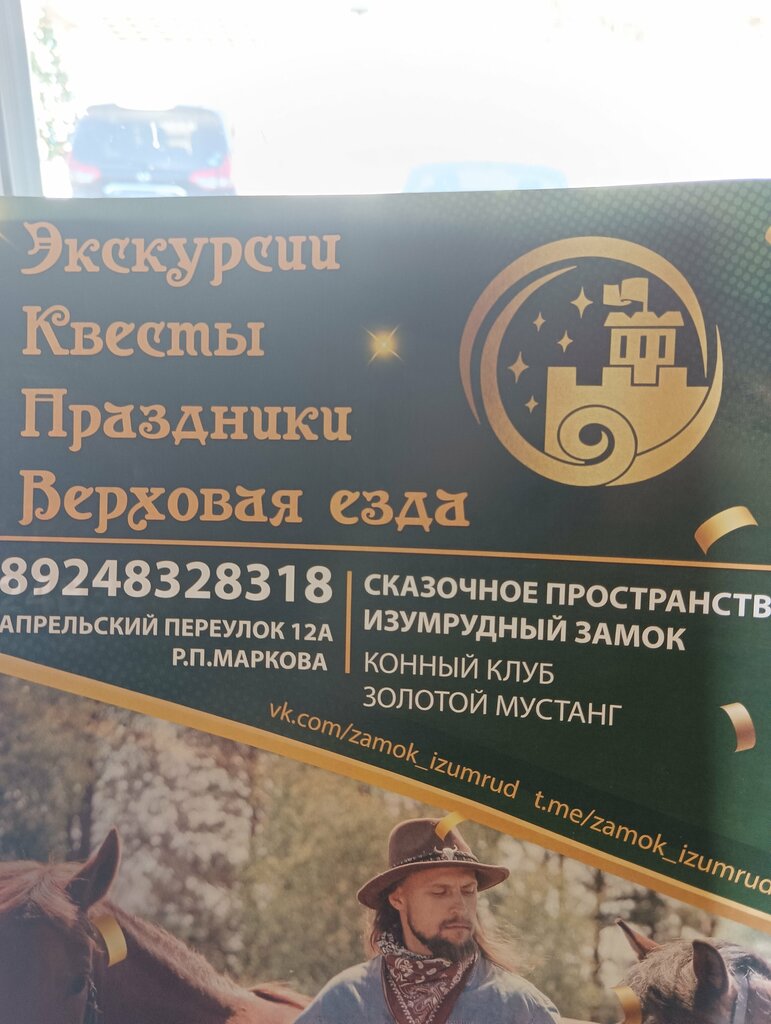 Экскурсии
Квесты
Праздники
Верховая езда
89248328318
АПРЕЛЬСКИЙ ПЕРЕУЛОК 12А
Р.П.МАРКОВА
СКАЗОЧНОЕ ПРОСТРАНСТВ
ИЗУМРУДНЫЙ ЗАМОК
КОННЫЙ КЛУБ
ЗОЛОТОЙ МУСТАНГ
vk.com/zamok_izumrud t.me/zamok_izumrud